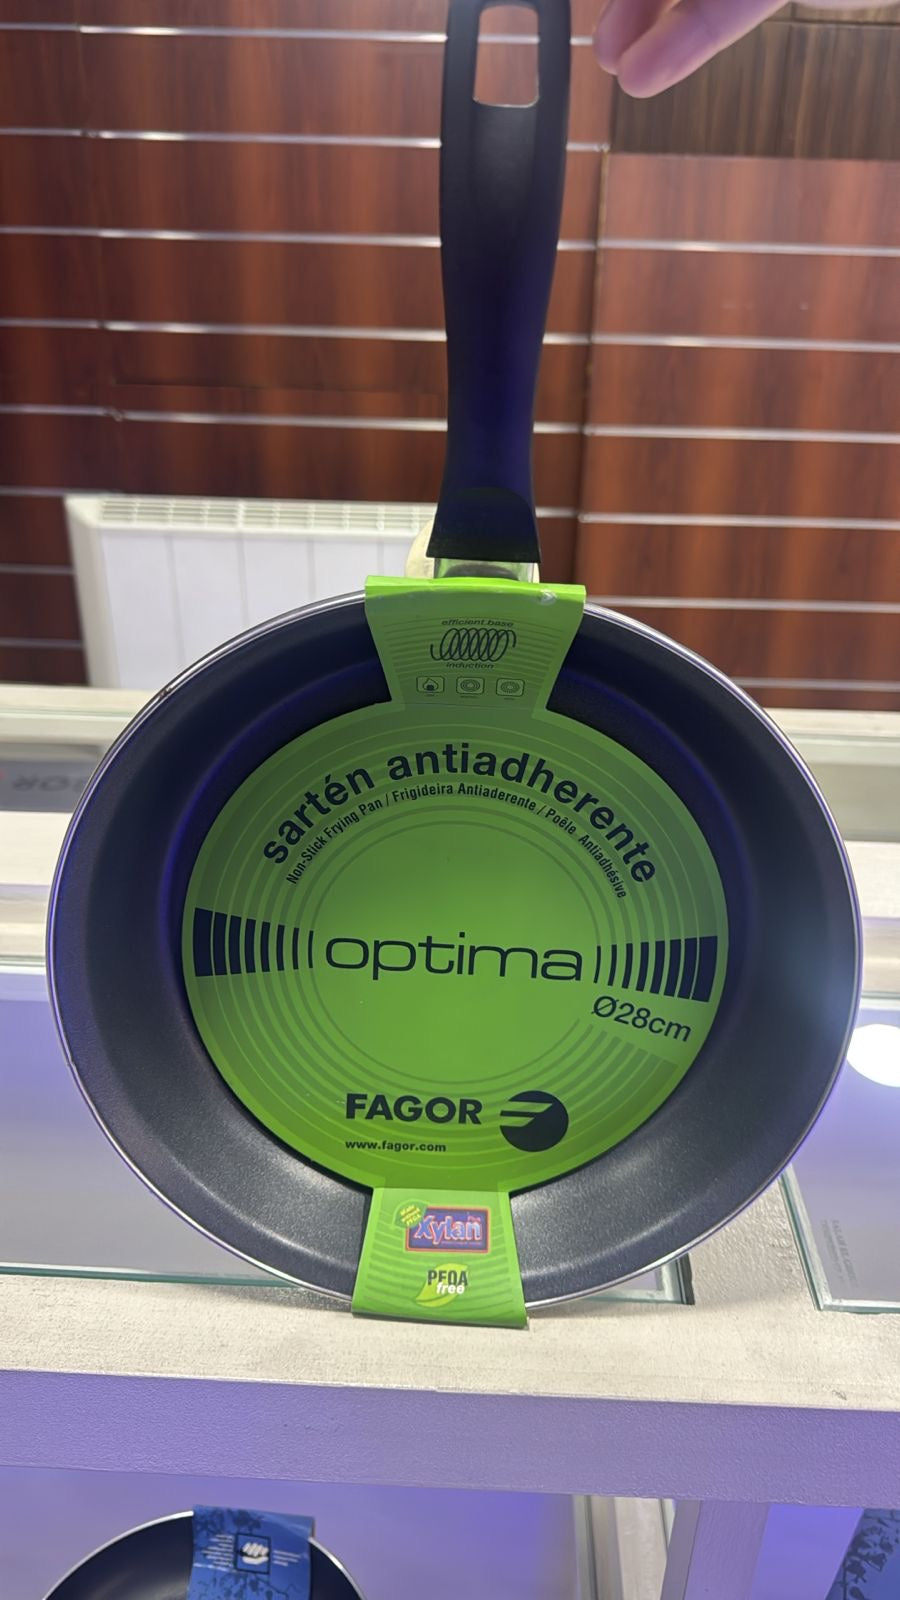 efficient base
induction
sartén antiadherente
Non-Stick Frying Pan / Frigideira Antiaderente / Poêle Antiadhésive
optima
Ø28cm
FAGOR
www.fagor.com
Xylan
PFOA
free